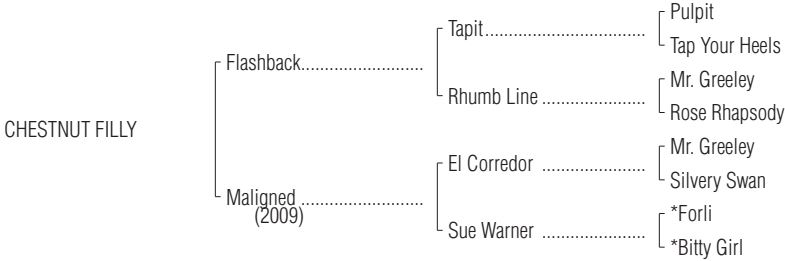 Pulpit
Tapit
Tap Your Heels
Flashback
Mr. Greeley
Rhumb Line
Rose Rhapsody
CHESTNUT FILLY
Mr. Greeley
El Corredor
Silvery Swan
Maligned
(2009)
*Forli
Sue Warner
*Bitty Girl